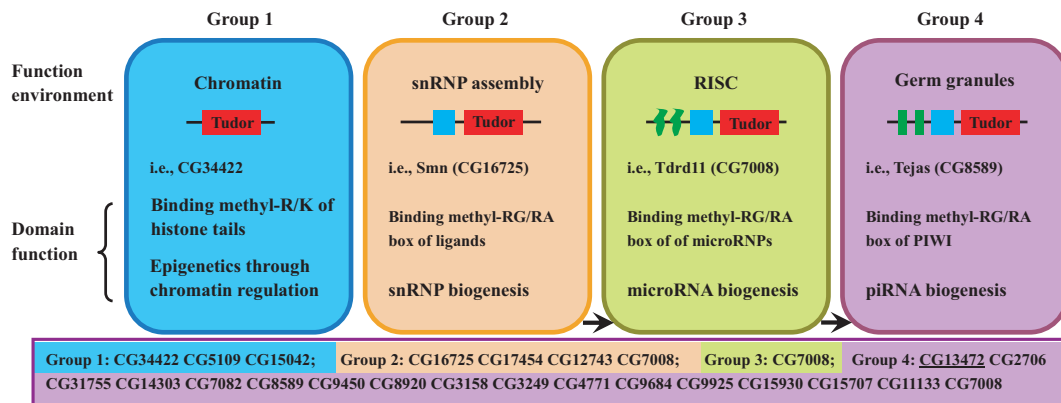 Group 1
Group 2
Group 3
Group 4
Function
environment
Chromatin
snRNP assembly
RISC
Germ granules
Tudor
Tudor
Tudor
Tudor
i.e., CG34422
i.e., Smn (CG16725)
i.e., Tdrd11 (CG7008)
i.e., Tejas (CG8589)
Domain
function
Binding methyl-R/K of
histone tails
Epigenetics through
chromatin regulation
Binding methyl-RG/RA
box of ligands
snRNP biogenesis
Binding methyl-RG/RA
box of of microRNPs
microRNA biogenesis
Binding methyl-RG/RA
box of PIWI
piRNA biogenesis
Group 1: CG34422 CG5109 CG15042; Group 2: CG16725 CG17454 CG12743 CG7008; Group 3: CG7008; Group 4: CG13472 CG2706
CG31755 CG14303 CG7082 CG8589 CG9450 CG8920 CG3158 CG3249 CG4771 CG9684 CG9925 CG15930 CG15707 CG11133 CG7008